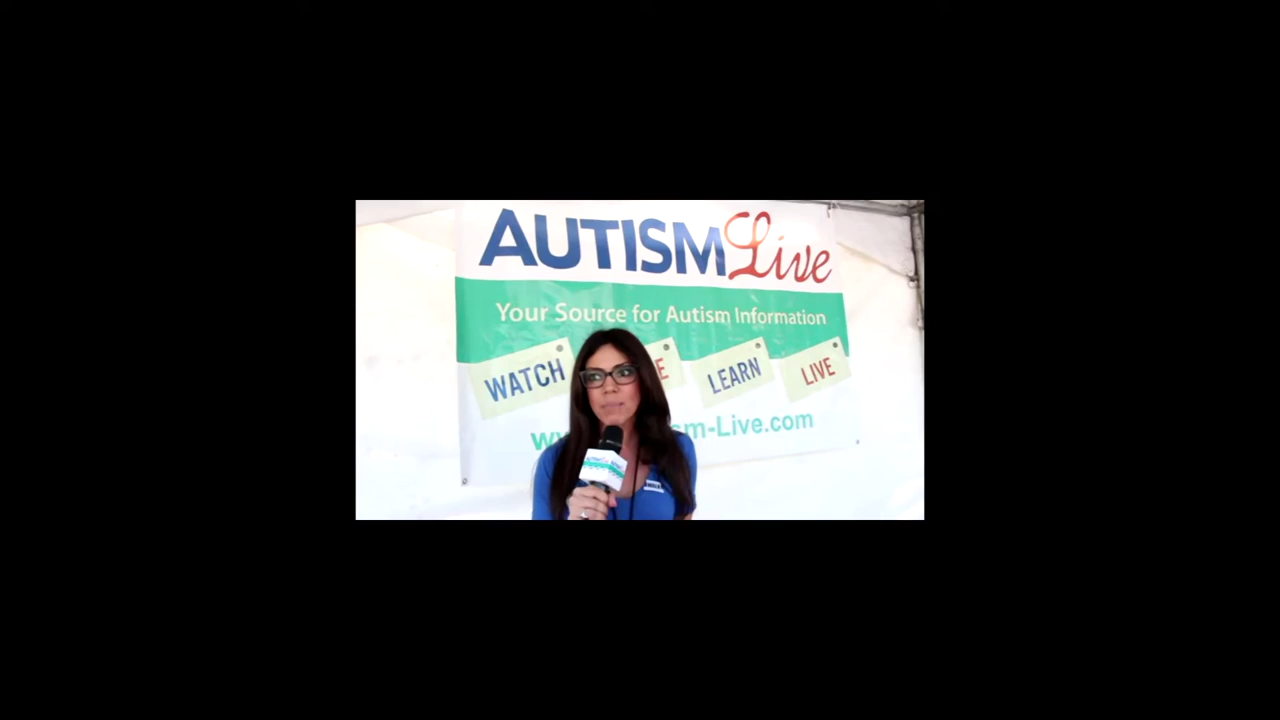 AUTISM Live
Your Source for Autism Information
WATCH LEARN LIVE
sm-Live.com